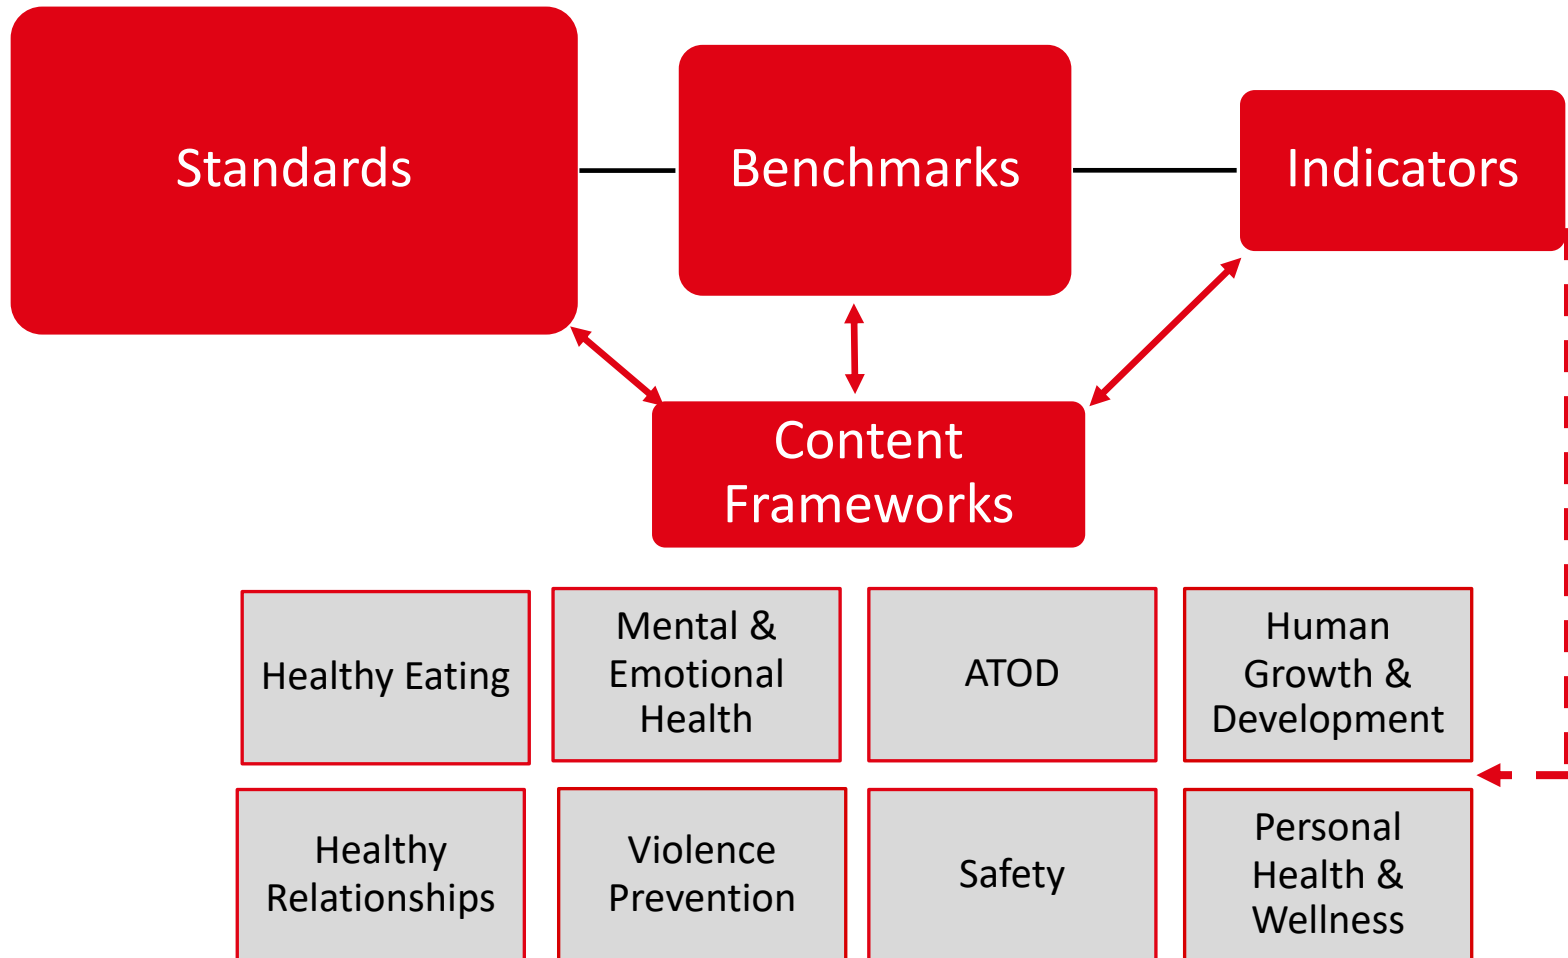 Standards
Benchmarks
Indicators
Content
Frameworks
Healthy Eating
Mental &
Emotional
Health
ATOD
Human
Growth &
Development
Healthy
Relationships
Violence
Prevention
Safety
Personal
Health &
Wellness